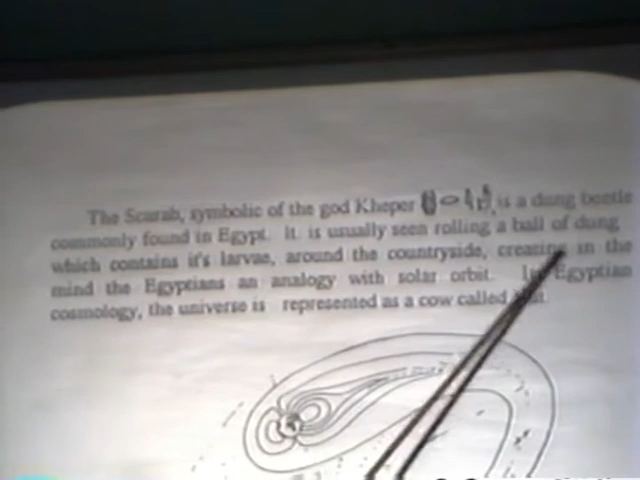 The Scarab, symbolic of the god Kheper is a dung beetle
commonly found in Egypt. It is usually seen rolling a ball of dung
which contains it's larvae, around the countryside, creating in the
mind the Egyptians an analogy with solar orbit. In Egyptian
cosmology, the universe is represented as a cow called